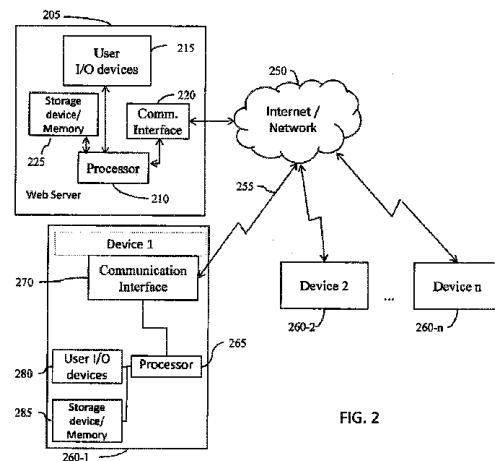 205
User
I/O devices
215
Storage
device/
Memory
225
220
Comm.
Interface
Processor
210
Web Server
250
Internet /
Network
255
Device 1
270
Communication
Interface
Processor
265
280
User I/O
devices
285
Storage
device/
Memory
260-1
Device 2
260-2
...
Device n
260-n
FIG. 2